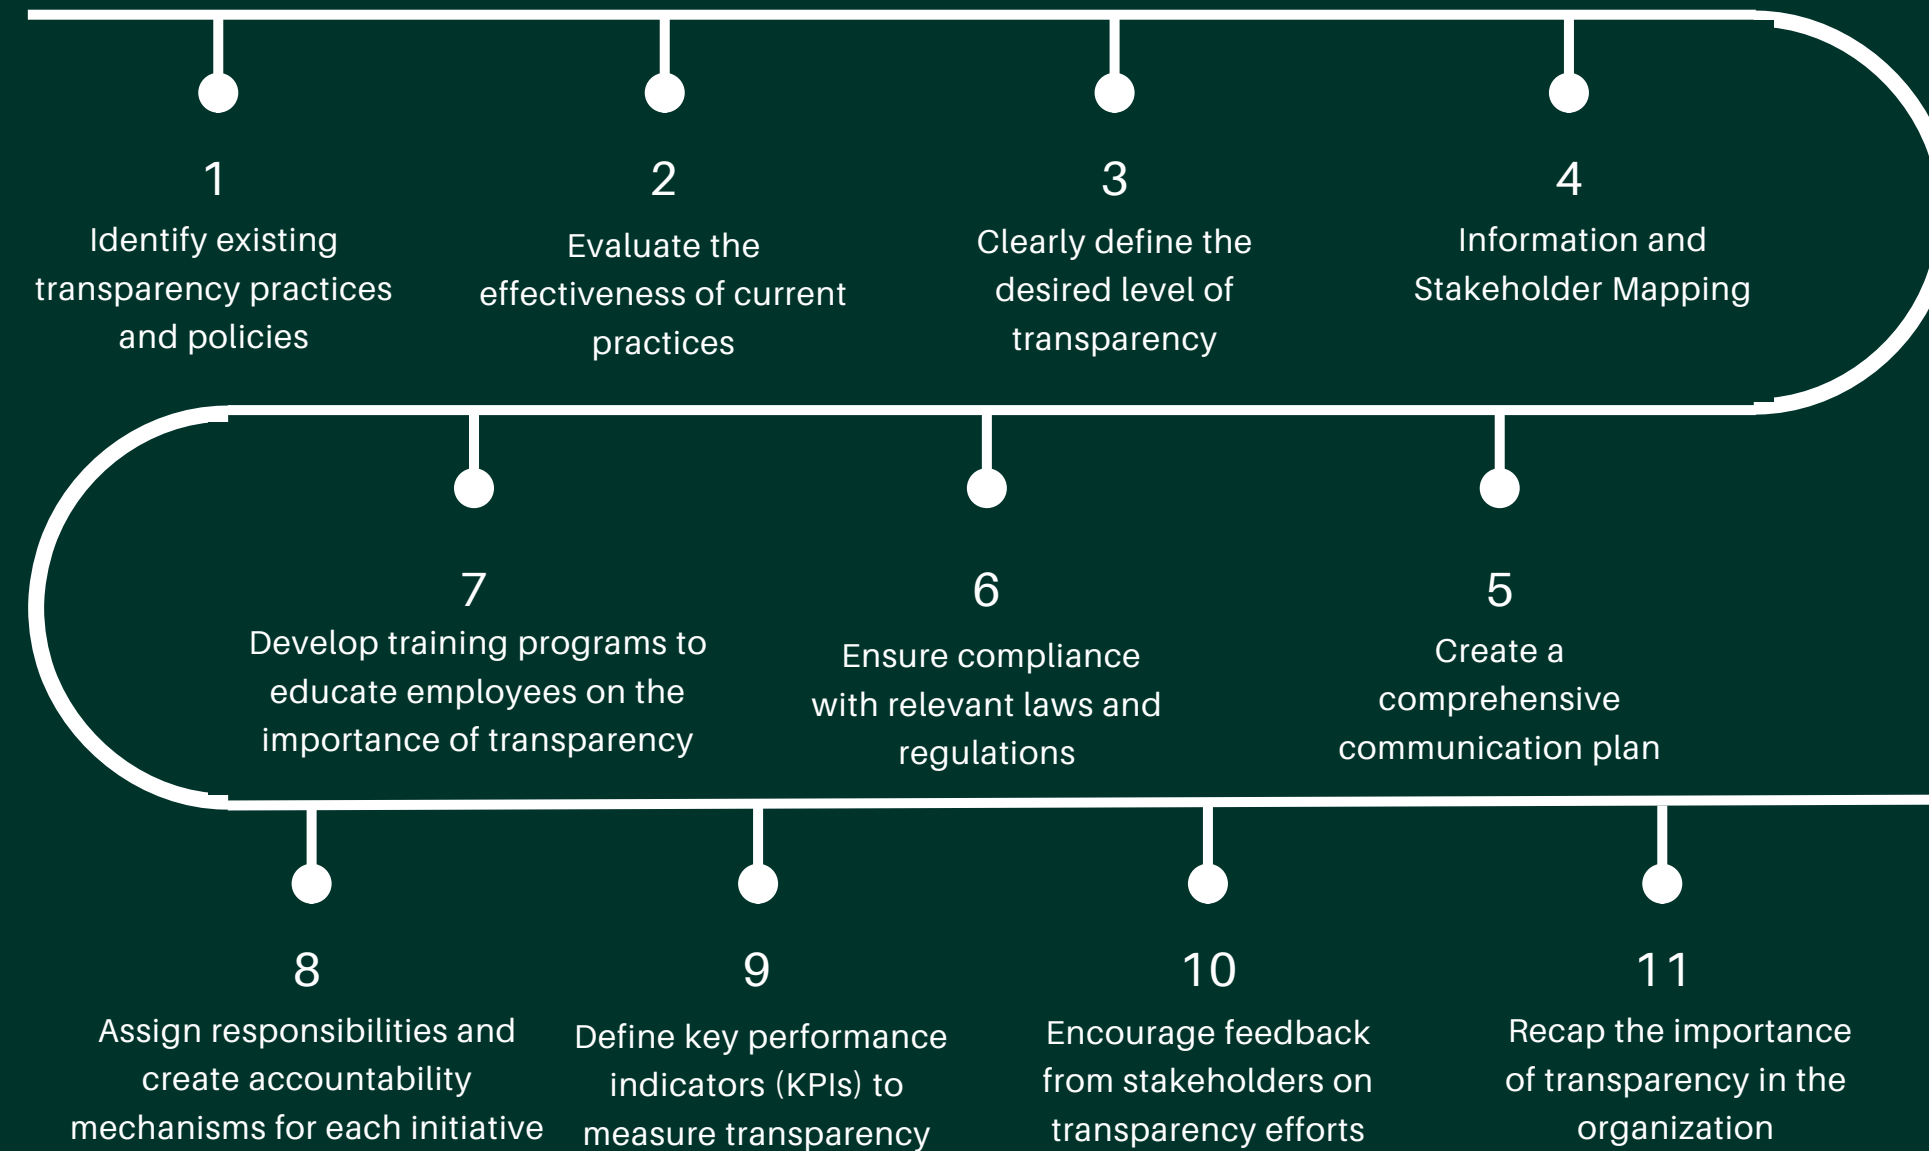 1
Identify existing
transparency practices
and policies
2
Evaluate the
effectiveness of current
practices
3
Clearly define the
desired level of
transparency
4
Information and
Stakeholder Mapping
5
Create a
comprehensive
communication plan
6
Ensure compliance
with relevant laws and
regulations
7
Develop training programs to
educate employees on the
importance of transparency
8
Assign responsibilities and
create accountability
mechanisms for each initiative
9
Define key performance
indicators (KPIs) to
measure transparency
10
Encourage feedback
from stakeholders on
transparency efforts
11
Recap the importance
of transparency in the
organization